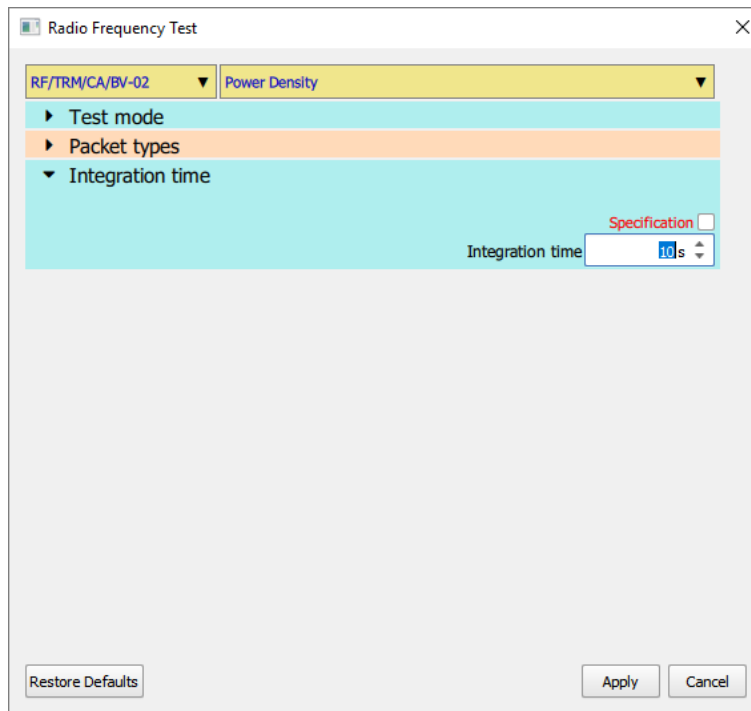 Radio Frequency Test
RF/TRM/CA/BV-02 Power Density
Test mode
Packet types
Integration time
Specification
Integration time 10 s
Restore Defaults Apply Cancel